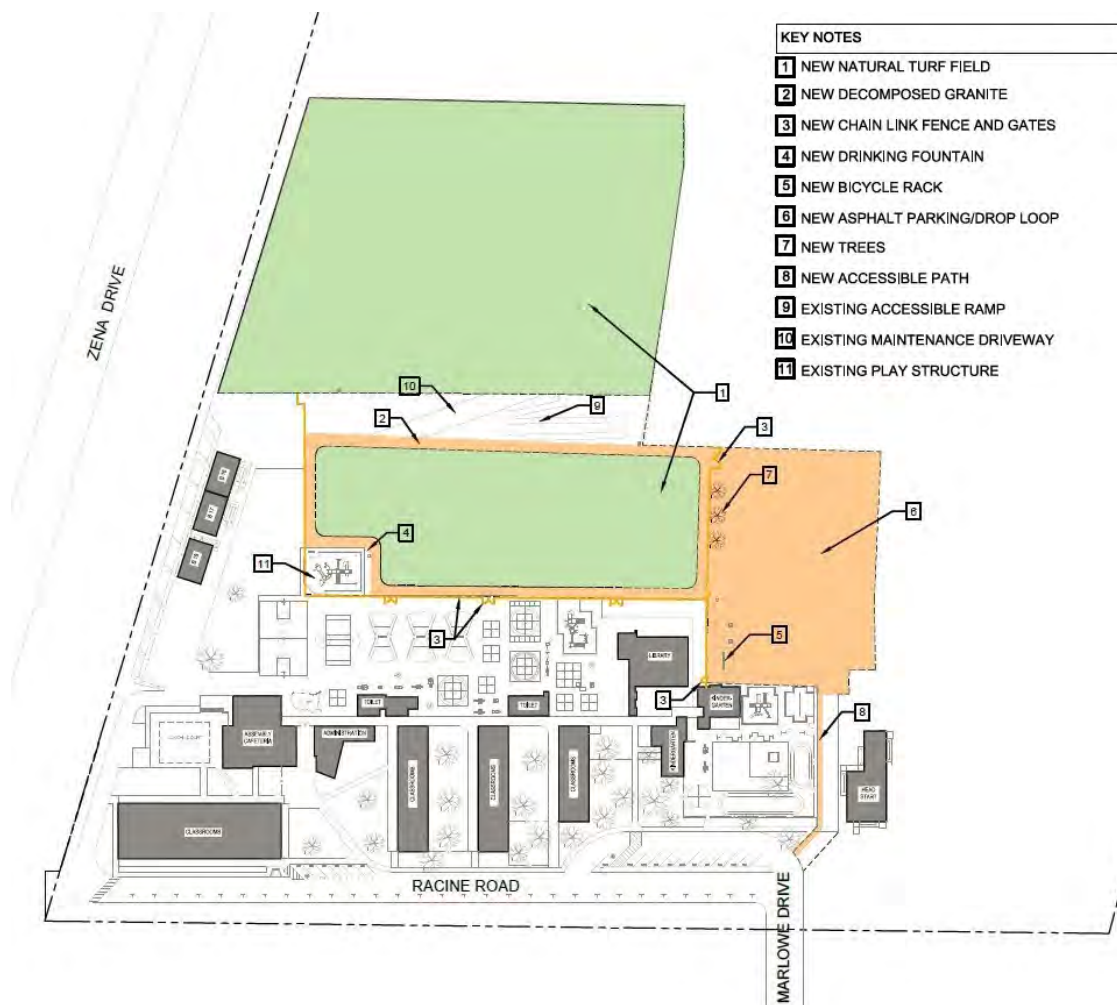 KEY NOTES
1 NEW NATURAL TURF FIELD
2 NEW DECOMPOSED GRANITE
3 NEW CHAIN LINK FENCE AND GATES
4 NEW DRINKING FOUNTAIN
5 NEW BICYCLE RACK
6 NEW ASPHALT PARKING/DROP LOOP
7 NEW TREES
8 NEW ACCESSIBLE PATH
9 EXISTING ACCESSIBLE RAMP
10 EXISTING MAINTENANCE DRIVEWAY
11 EXISTING PLAY STRUCTURE
ZENA DRIVE
10
9
1
2
3
7
4
6
11
3
5
LIBRARY
3
KINDER-
GARTEN
8
TOILET
TOILET
ASSEMBLY
CAFETERIA
ADMINISTRATION
KINDERGARTEN
CLASSROOMS
CLASSROOMS
CLASSROOMS
HEAD
START
CLASSROOMS
RACINE ROAD
MARLOWE DRIVE